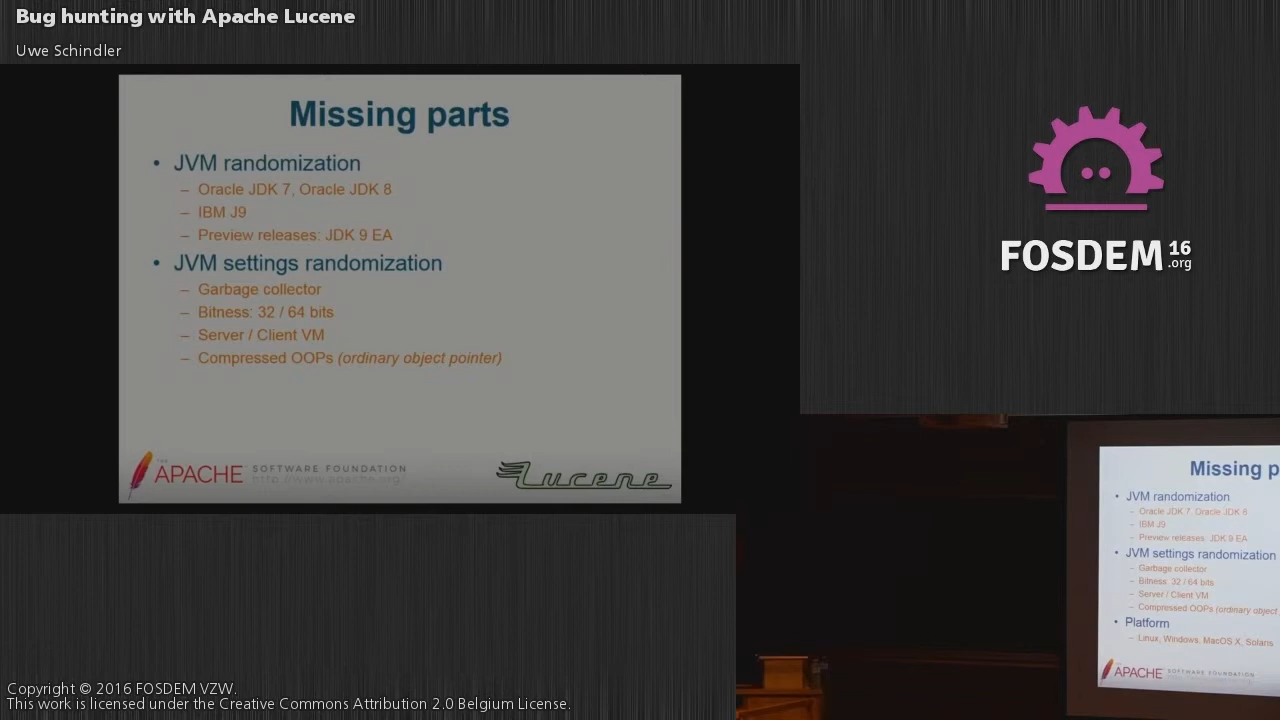 Bug hunting with Apache Lucene
Uwe Schindler
Missing parts
• JVM randomization
– Oracle JDK 7, Oracle JDK 8
– IBM J9
– Preview releases: JDK 9 EA
• JVM settings randomization
– Garbage collector
– Bitness: 32 / 64 bits
– Server / Client VM
– Compressed OOPs (ordinary object pointer)
THE
APACHE SOFTWARE FOUNDATION
http://www.apache.org/
Lucene
FOSDEM 16
.org
Missing p
• JVM randomization
– Oracle JDK 7, Oracle JDK 8
– IBM J9
– Preview releases: JDK 9 EA
• JVM settings randomization
– Garbage collector
– Bitness: 32 / 64 bits
– Server / Client VM
– Compressed OOPs (ordinary object
• Platform
– Linux, Windows, MacOS X, Solaris
APACHE SOFTWARE FOUNDATION
Copyright © 2016 FOSDEM VZW.
This work is licensed under the Creative Commons Attribution 2.0 Belgium License.